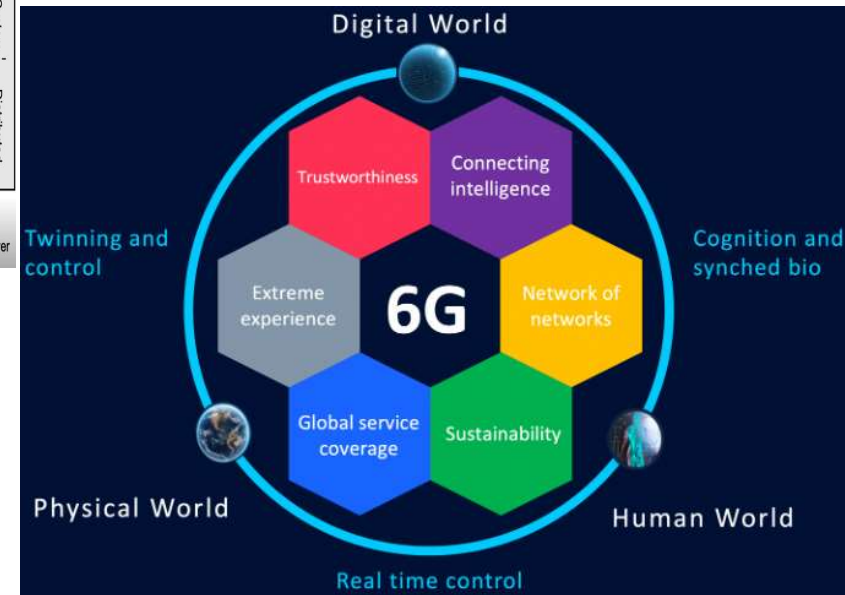 Digital World
Trustworthiness
Connecting
intelligence
Twinning and
control
Cognition and
synched bio
Extreme
experience
6G
Network of
networks
Global service
coverage
Sustainability
Physical World
Human World
Real time control